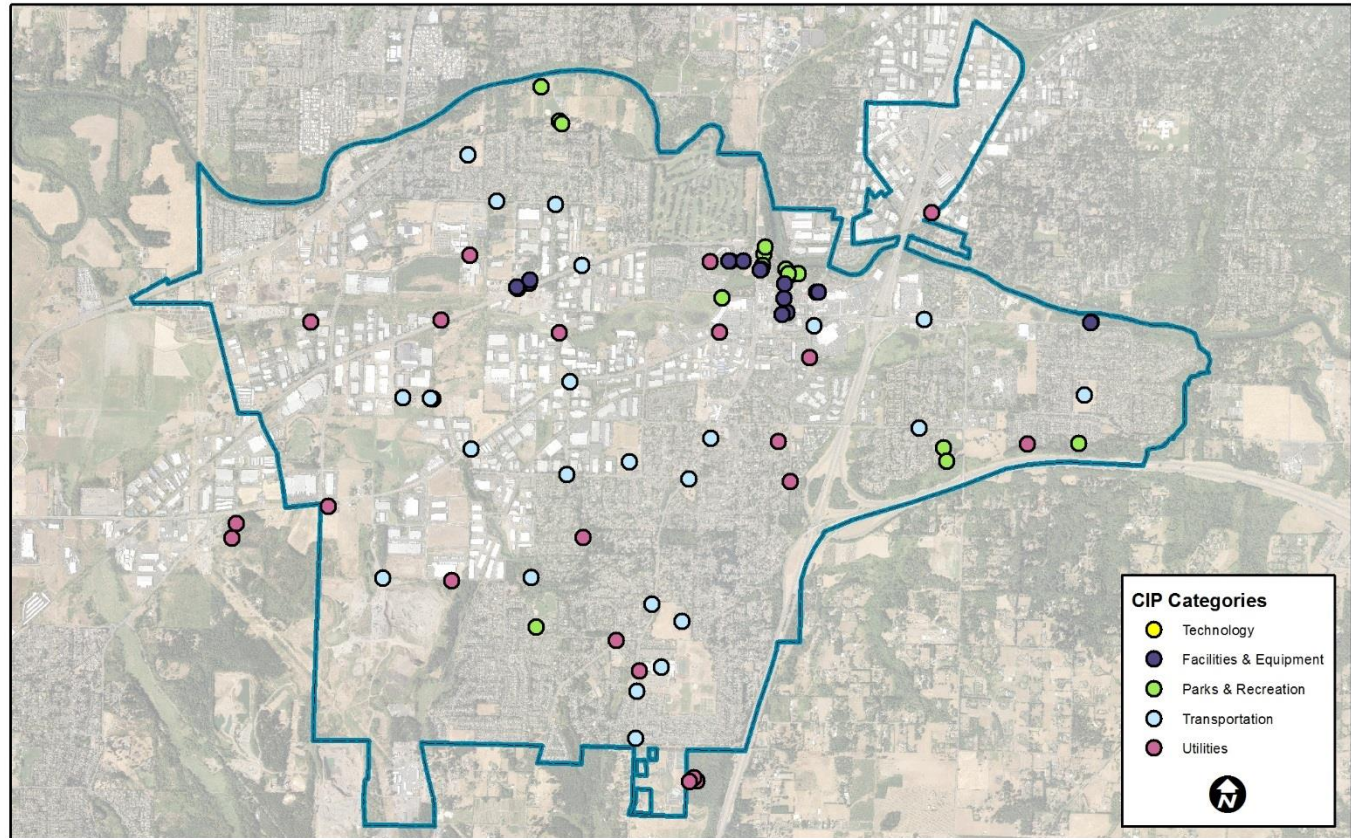 CIP Categories
Technology
Facilities & Equipment
Parks & Recreation
Transportation
Utilities
N